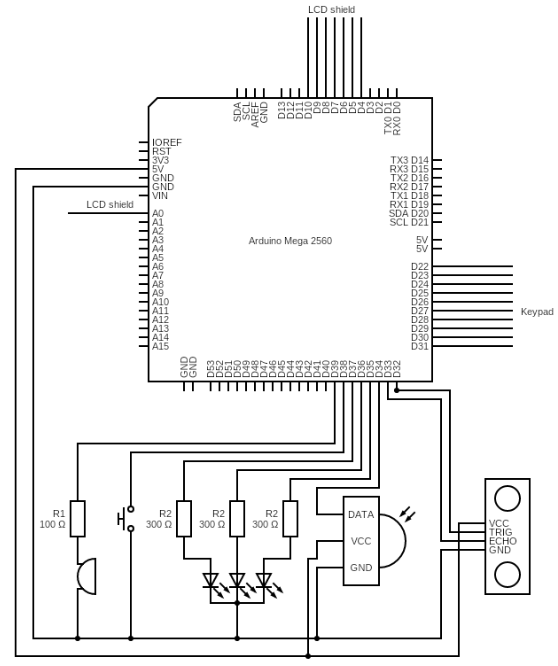 LCD shield
SDA
SCL
AREF
GND
D13
D12
D11
D10
D9
D8
D7
D6
D5
D4
D3
D2
TX0 D1
RX0 D0
IOREF
RST
3V3
5V
GND
GND
VIN
LCD shield
A0
A1
A2
A3
A4
A5
A6
A7
A8
A9
A10
A11
A12
A13
A14
A15
Arduino Mega 2560
TX3 D14
RX3 D15
TX2 D16
RX2 D17
TX1 D18
RX1 D19
SDA D20
SCL D21
5V
5V
D22
D23
D24
D25
D26
D27
D28
D29
D30
D31
Keypad
GND
GND
D53
D52
D51
D50
D49
D48
D47
D46
D45
D44
D43
D42
D41
D40
D39
D38
D37
D36
D35
D34
D33
D32
R1
100 Ω
R2
300 Ω
R2
300 Ω
R2
300 Ω
DATA
VCC
GND
VCC
TRIG
ECHO
GND